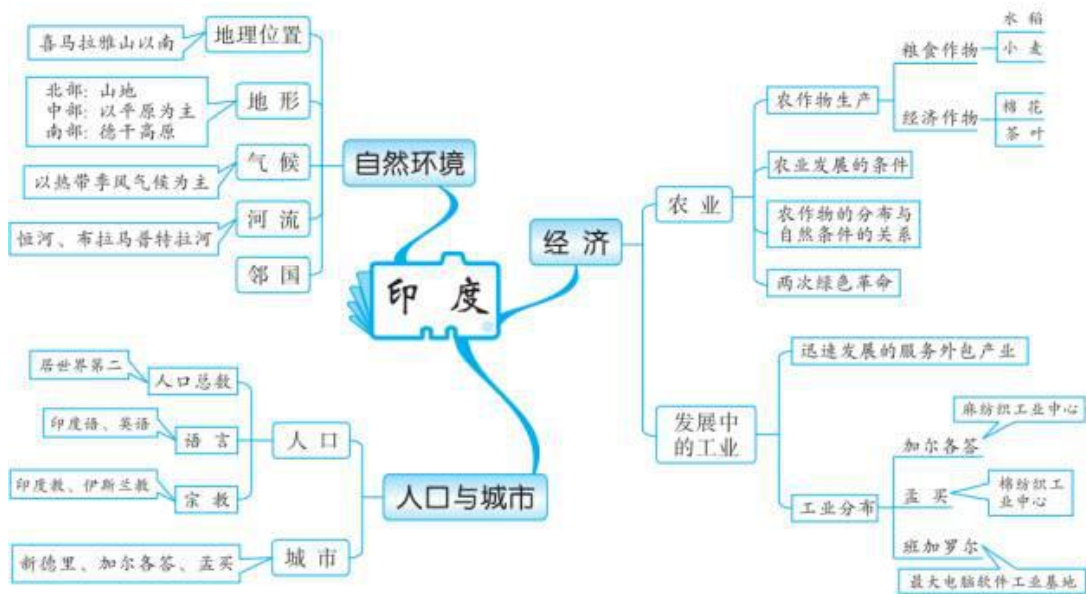 印 度
自然环境
地理位置
喜马拉雅山以南
地 形
北部：山地
中部：以平原为主
南部：德干高原
气 候
以热带季风气候为主
河 流
恒河、布拉马普特拉河
邻 国
经 济
农 业
农作物生产
粮食作物
水 稻
小 麦
经济作物
棉 花
茶 叶
农业发展的条件
农作物的分布与
自然条件的关系
两次绿色革命
发展中
的工业
迅速发展的服务外包产业
工业分布
加尔各答
麻纺织工业中心
孟 买
棉纺织工
业中心
班加罗尔
最大电脑软件工业基地
人口与城市
人 口
人口总数
居世界第二
语 言
印度语、英语
宗 教
印度教、伊斯兰教
城 市
新德里、加尔各答、孟买